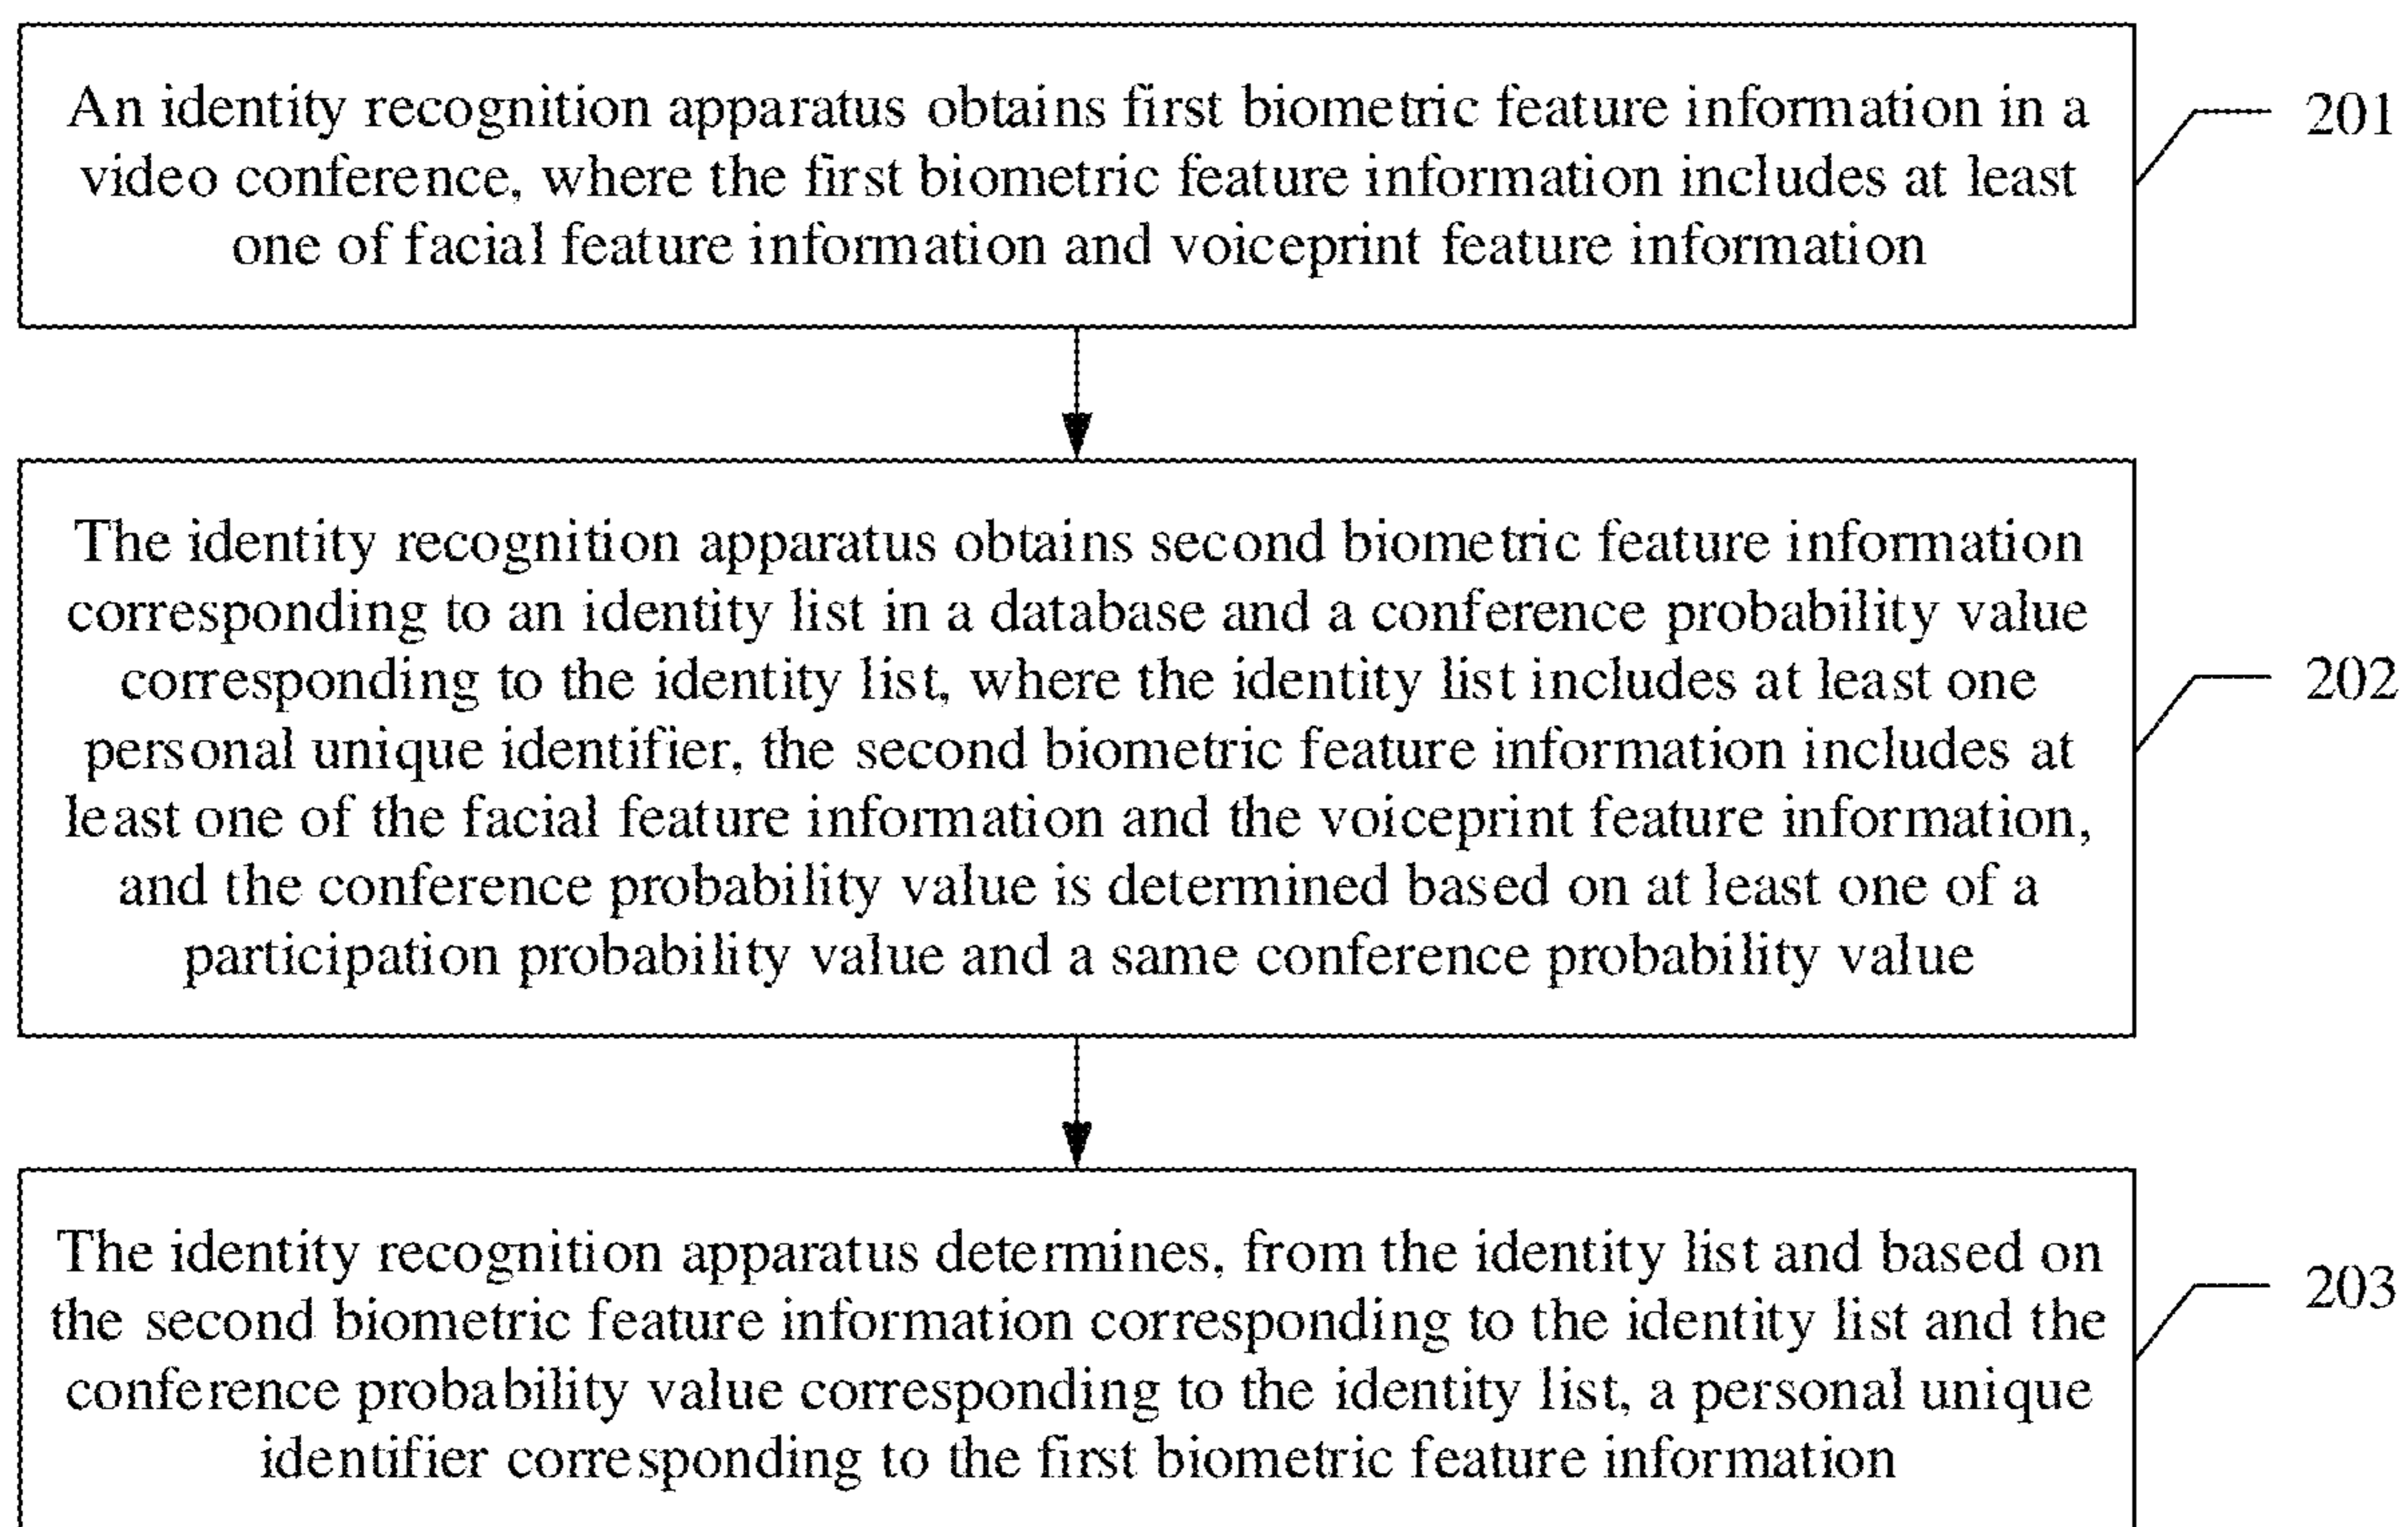 An identity recognition apparatus obtains first biometric feature information in a
video conference, where the first biometric feature information includes at least
one of facial feature information and voiceprint feature information
201
The identity recognition apparatus obtains second biometric feature information
corresponding to an identity list in a database and a conference probability value
corresponding to the identity list, where the identity list includes at least one
personal unique identifier, the second biometric feature information includes at
least one of the facial feature information and the voiceprint feature information,
and the conference probability value is determined based on at least one of a
participation probability value and a same conference probability value
202
The identity recognition apparatus determines, from the identity list and based on
the second biometric feature information corresponding to the identity list and the
conference probability value corresponding to the identity list, a personal unique
identifier corresponding to the first biometric feature information
203